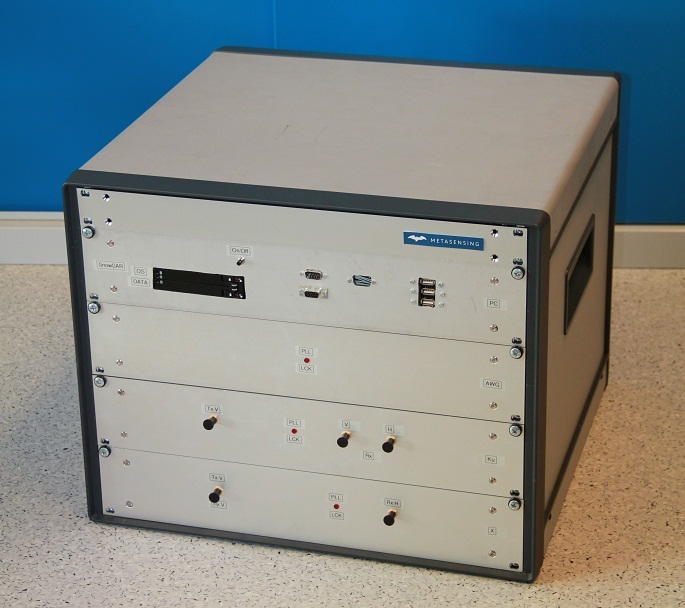 METASENSING
On/Off
SnowSAR
OS
DATA
PC
PLL
LCK
AWG
Tx V
PLL
LCK
V
H
Rx
Ku
Tx V
PLL
LCK
Rx H
X